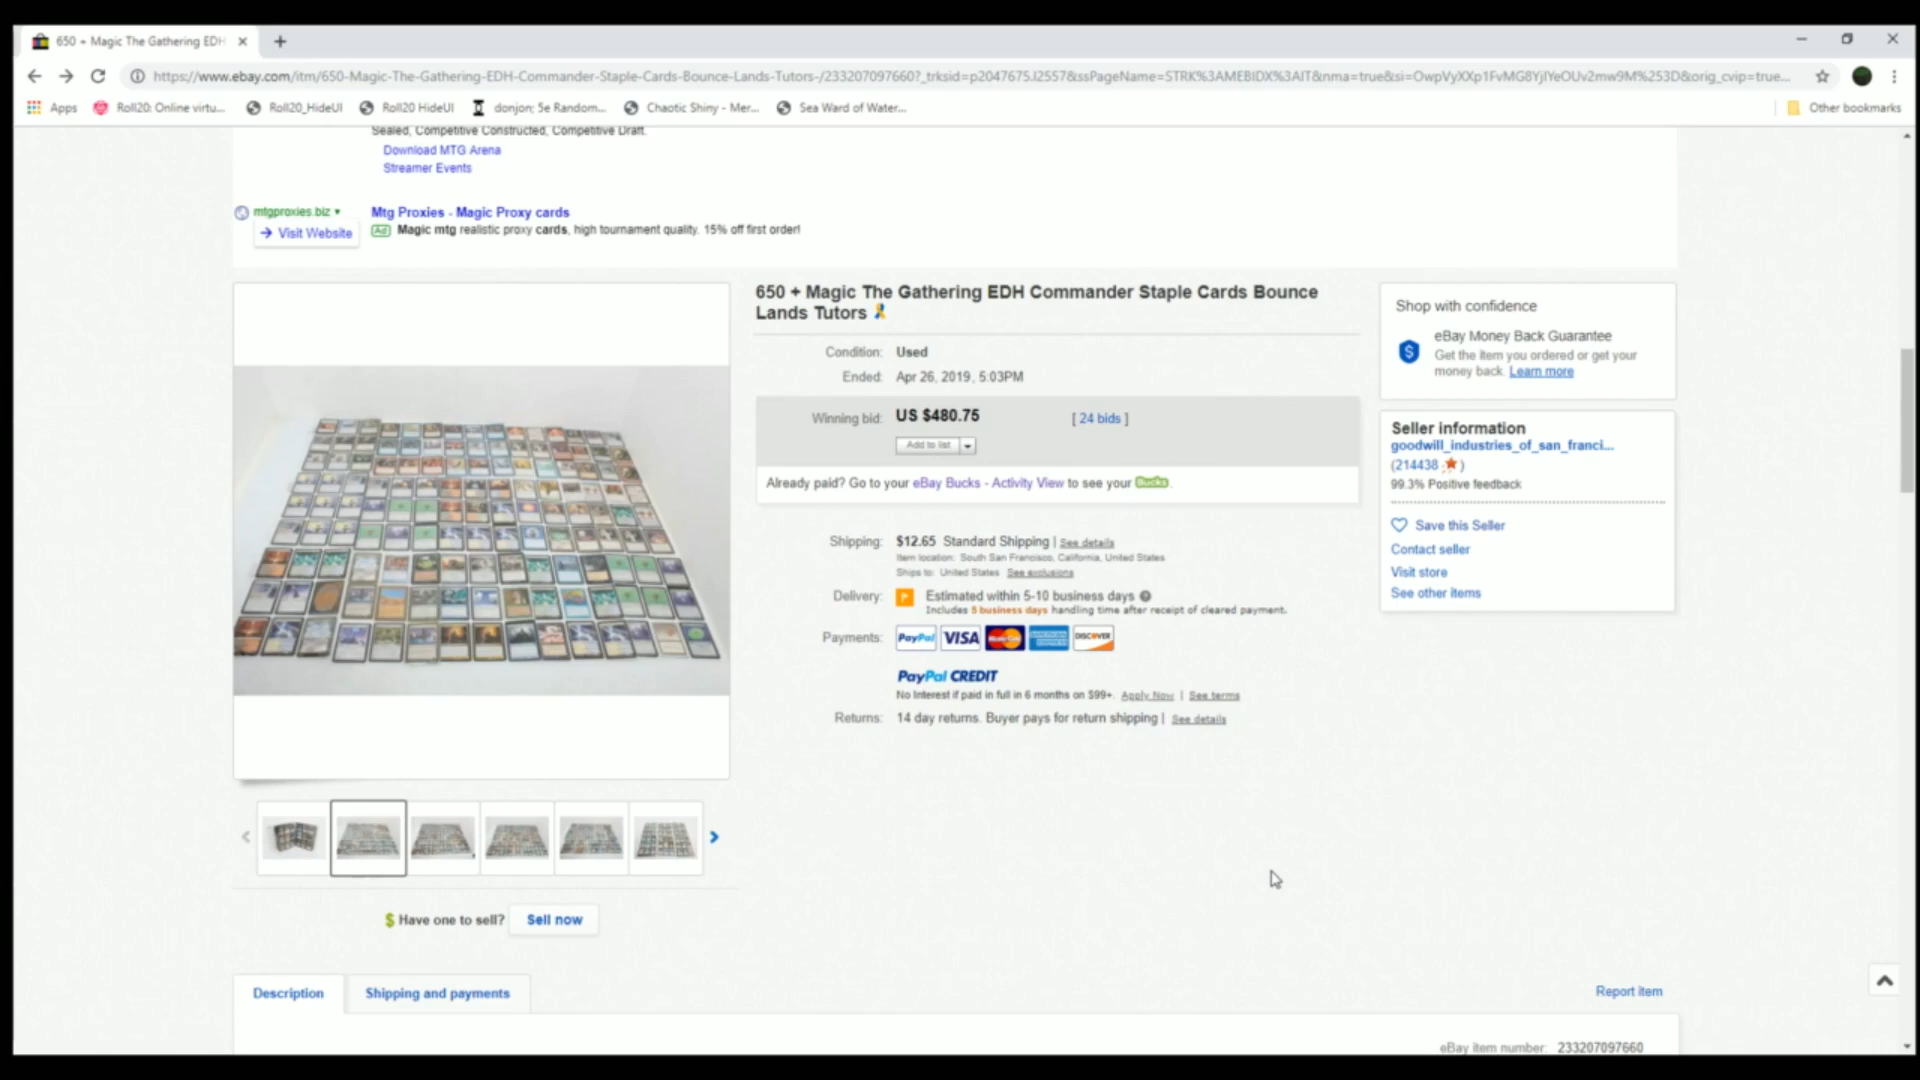 650 + Magic The Gathering EDH
https://www.ebay.com/itm/650-Magic-The-Gathering-EDH-Commander-Staple-Cards-Bounce-Lands-Tutors-/233207097660?_trksid=p2047675.l2557&ssPageName=STRK%3AMEBIDX%3AIT&nma=true&si=OwpVyXXp1FvMG8YjlYeOUv2mw9M%253D&orig_cvip=true...
Apps Roll20: Online virtu... Roll20_HideUI Roll20 HideUI donjon; 5e Random... Chaotic Shiny - Mer... Sea Ward of Water... Other bookmarks
Sealed, Competitive Constructed, Competitive Draft.
Download MTG Arena
Streamer Events
mtgproxies.biz
Visit Website
Mtg Proxies - Magic Proxy cards
Ad Magic mtg realistic proxy cards, high tournament quality. 15% off first order!
650 + Magic The Gathering EDH Commander Staple Cards Bounce
Lands Tutors
Condition: Used
Ended: Apr 26, 2019, 5:03PM
Winning bid: US $480.75 [ 24 bids ]
Add to list
Already paid? Go to your eBay Bucks - Activity View to see your Bucks.
Shipping: $12.65 Standard Shipping | See details
Item location: South San Francisco, California, United States
Ships to: United States See exclusions
Delivery: Estimated within 5-10 business days
Includes 5 business days handling time after receipt of cleared payment.
Payments: PayPal VISA MasterCard AMERICAN EXPRESS DISCOVER
PayPal CREDIT
No Interest if paid in full in 6 months on $99+. Apply Now | See terms
Returns: 14 day returns. Buyer pays for return shipping | See details
Shop with confidence
eBay Money Back Guarantee
Get the item you ordered or get your
money back. Learn more
Seller information
goodwill_industries_of_san_franci...
(214438 )
99.3% Positive feedback
Save this Seller
Contact seller
Visit store
See other items
$ Have one to sell? Sell now
Description Shipping and payments
Report item
eBay item number: 233207097660